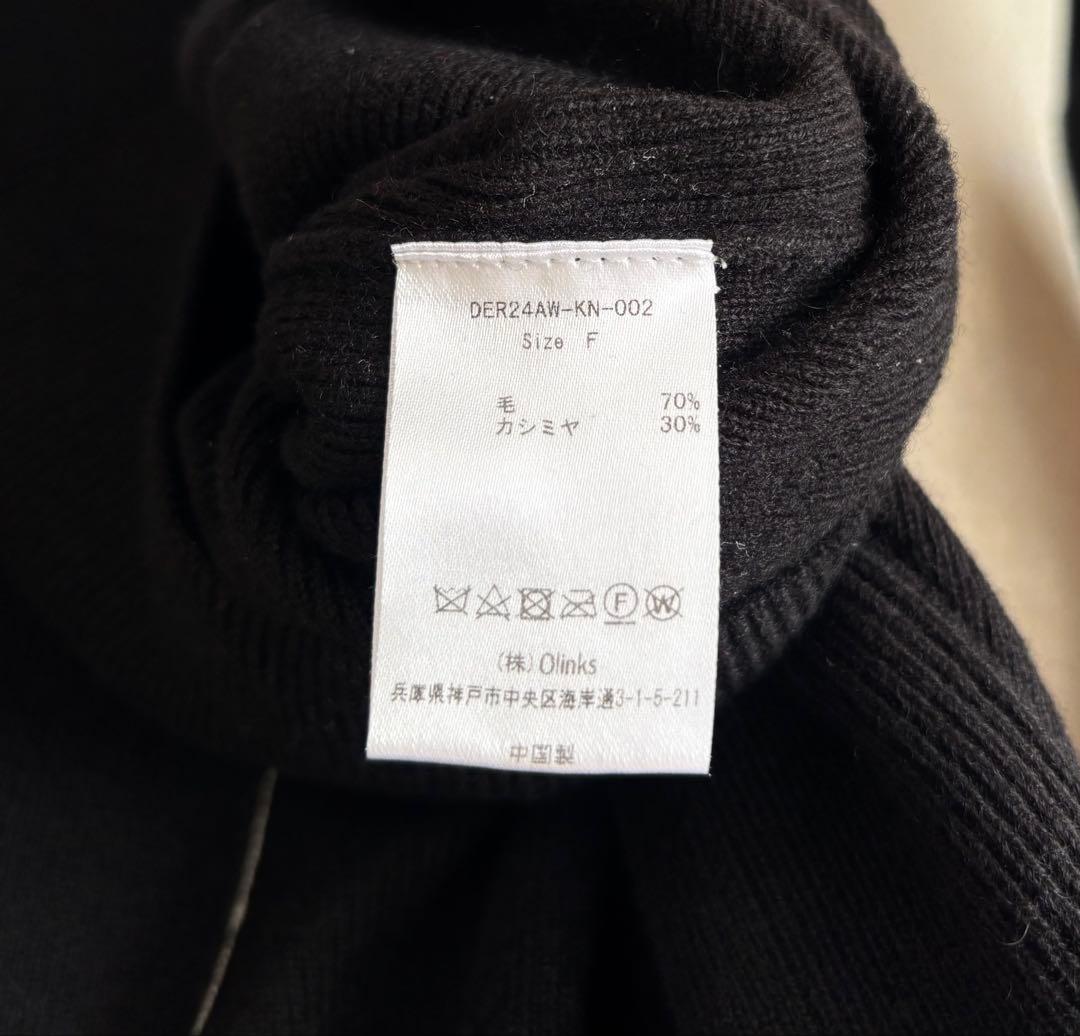 DER24AW-KN-002
Size F
毛 70%
カシミヤ 30%
F W
(株)Olinks
兵庫県神戸市中央区海岸通3-1-5-211
中国製